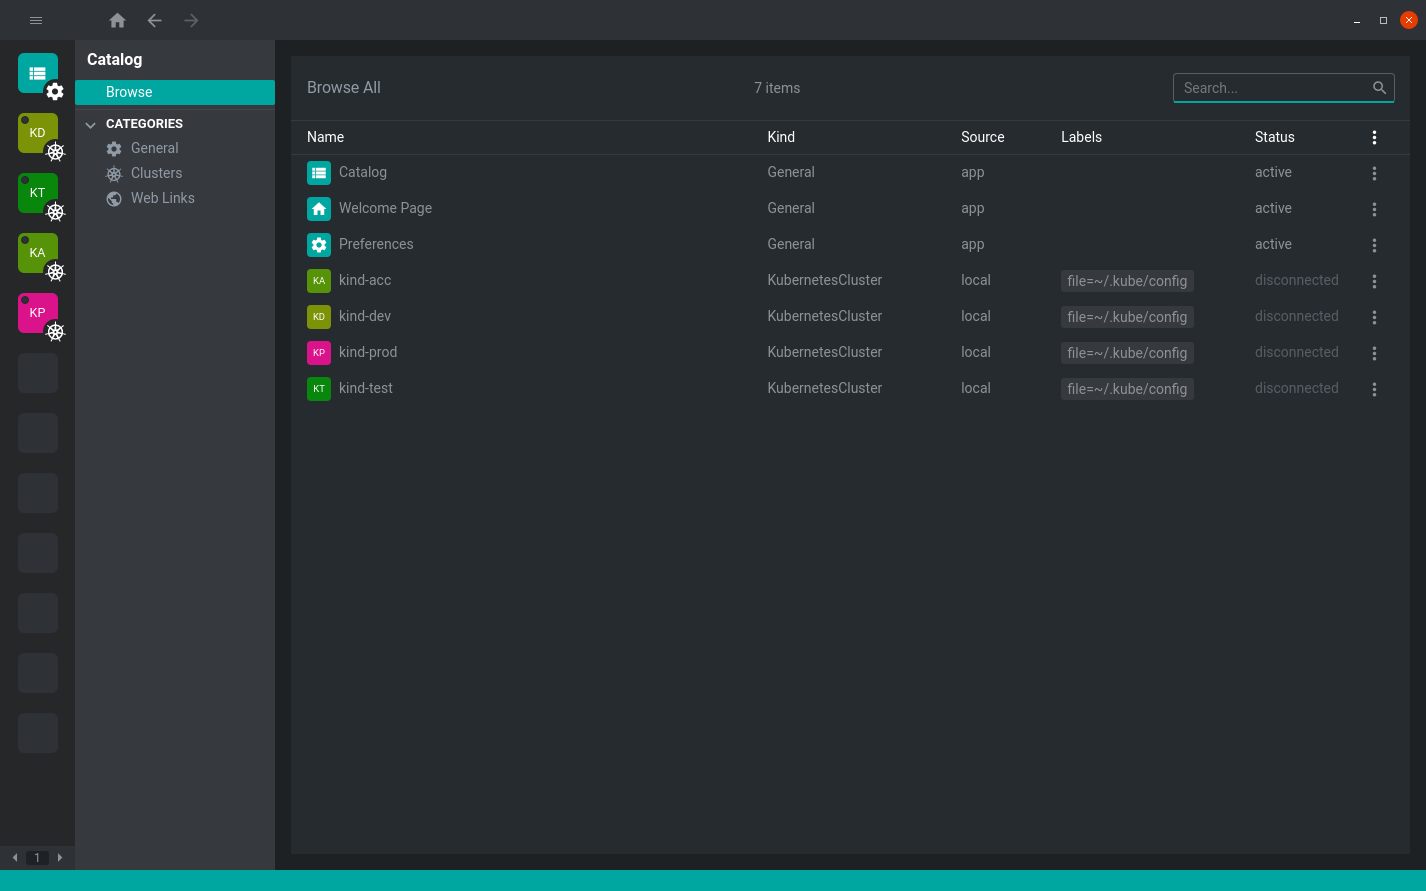 Catalog
Browse
CATEGORIES
General
Clusters
Web Links
KD
KT
KA
KP
1
Browse All 7 items Search...
Name Kind Source Labels Status
Catalog General app active
Welcome Page General app active
Preferences General app active
KA kind-acc KubernetesCluster local file=~/.kube/config disconnected
KD kind-dev KubernetesCluster local file=~/.kube/config disconnected
KP kind-prod KubernetesCluster local file=~/.kube/config disconnected
KT kind-test KubernetesCluster local file=~/.kube/config disconnected